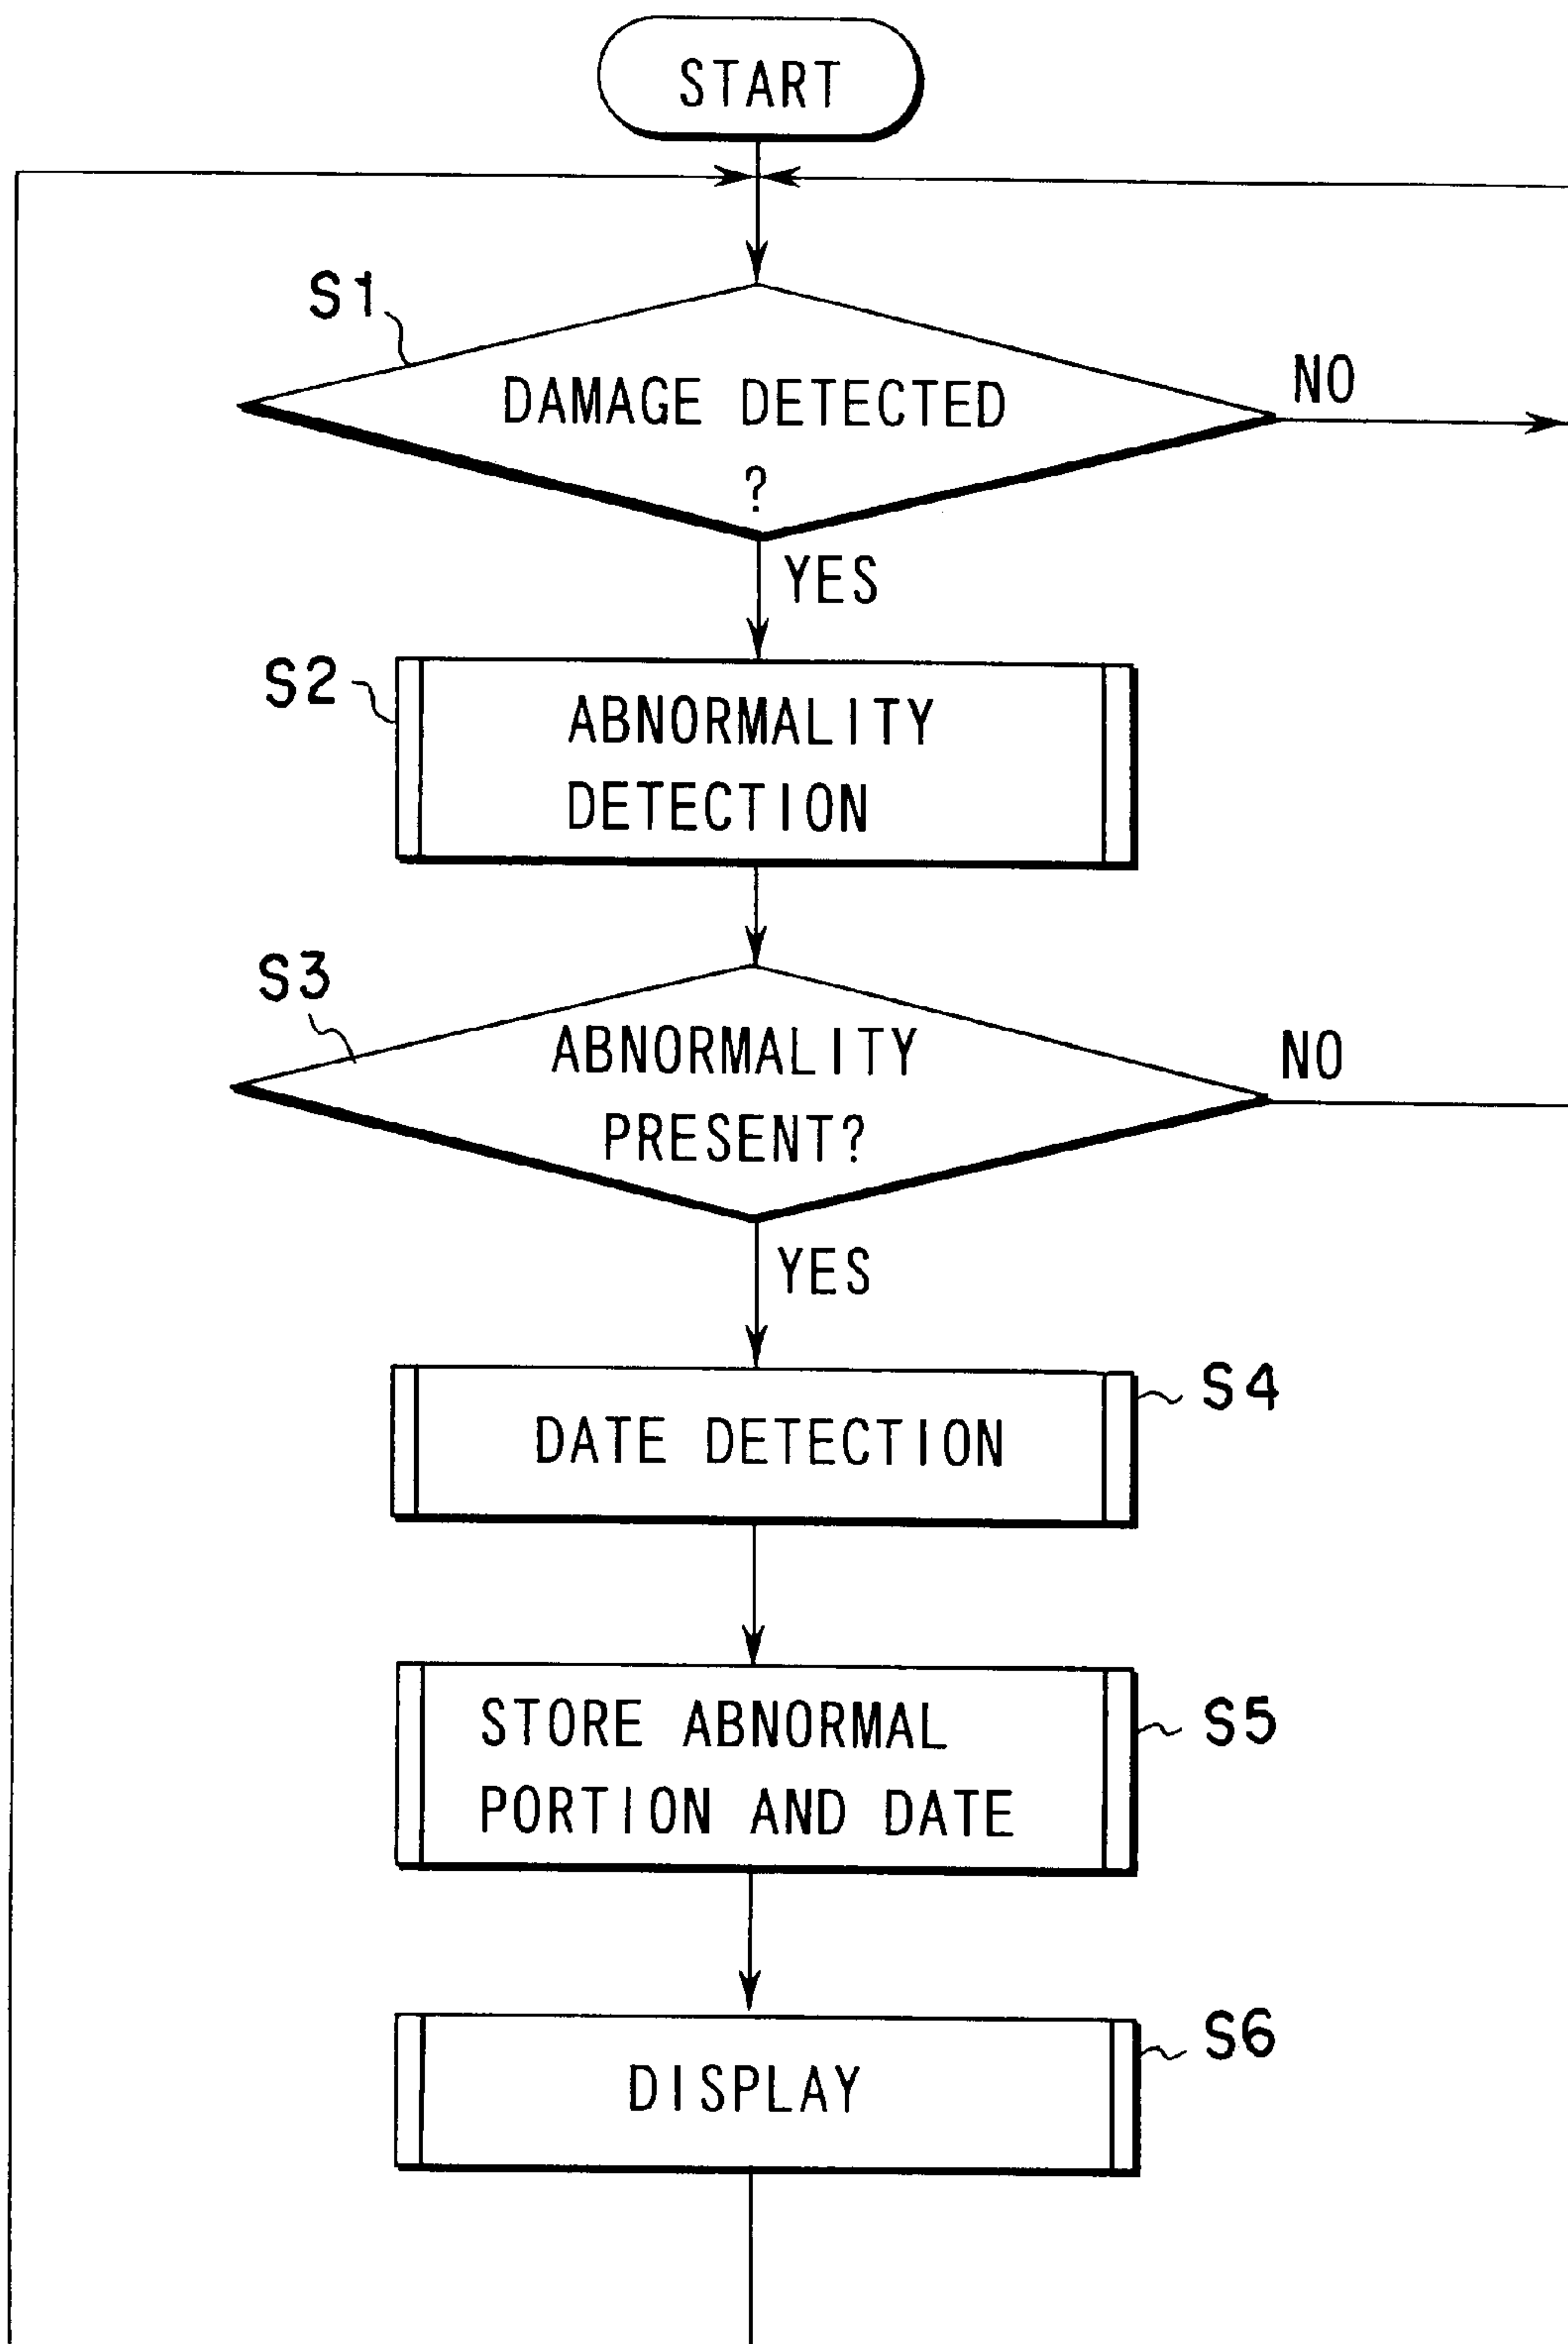 START
S1
DAMAGE DETECTED
?
NO
YES
S2
ABNORMALITY
DETECTION
S3
ABNORMALITY
PRESENT?
NO
YES
S4
DATE DETECTION
S5
STORE ABNORMAL
PORTION AND DATE
S6
DISPLAY